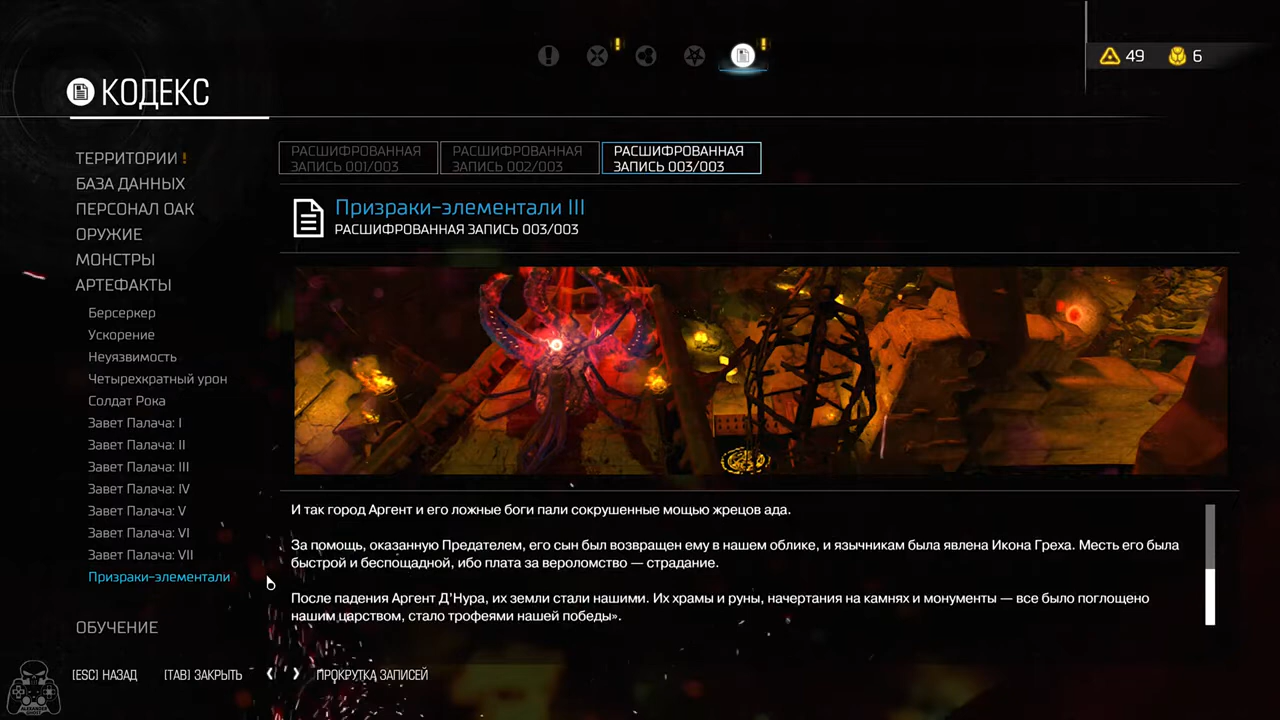 49
6
КОДЕКС
ТЕРРИТОРИИ !
БАЗА ДАННЫХ
ПЕРСОНАЛ ОАК
ОРУЖИЕ
МОНСТРЫ
АРТЕФАКТЫ
Берсеркер
Ускорение
Неуязвимость
Четырехкратный урон
Солдат Рока
Завет Палача: I
Завет Палача: II
Завет Палача: III
Завет Палача: IV
Завет Палача: V
Завет Палача: VI
Завет Палача: VII
Призраки-элементали
ОБУЧЕНИЕ
РАСШИФРОВАННАЯ
ЗАПИСЬ 001/003
РАСШИФРОВАННАЯ
ЗАПИСЬ 002/003
РАСШИФРОВАННАЯ
ЗАПИСЬ 003/003
Призраки-элементали III
РАСШИФРОВАННАЯ ЗАПИСЬ 003/003
И так город Аргент и его ложные боги пали сокрушенные мощью жрецов ада.
За помощь, оказанную Предателем, его сын был возвращен ему в нашем облике, и язычникам была явлена Икона Греха. Месть его была
быстрой и беспощадной, ибо плата за вероломство — страдание.
После падения Аргент Д'Нура, их земли стали нашими. Их храмы и руны, начертания на камнях и монументы — все было поглощено
нашим царством, стало трофеями нашей победы».
[ESC] НАЗАД
[TAB] ЗАКРЫТЬ
ПРОКРУТКА ЗАПИСЕЙ